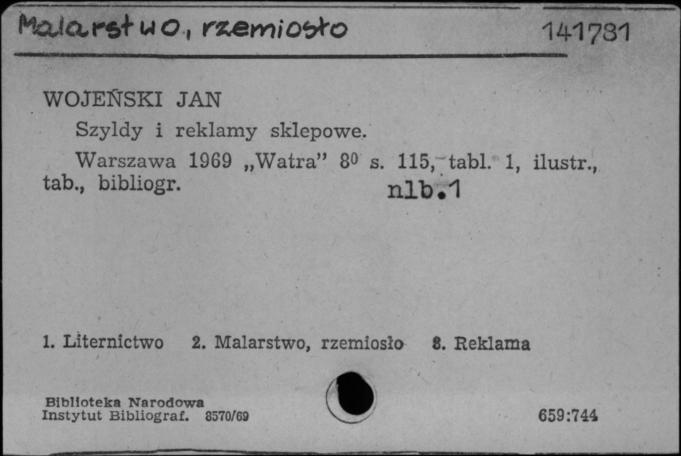 Malarstwo, rzemiosło 141781
WOJEŃSKI JAN
Szyldy i reklamy sklepowe.
Warszawa 1969 „Watra” 8⁰ s. 115, tabl. 1, ilustr.,
tab., bibliogr. nlb.1
1. Liternictwo 2. Malarstwo, rzemiosło 3. Reklama
Biblioteka Narodowa
Instytut Bibliograf. 8570/69 659:744